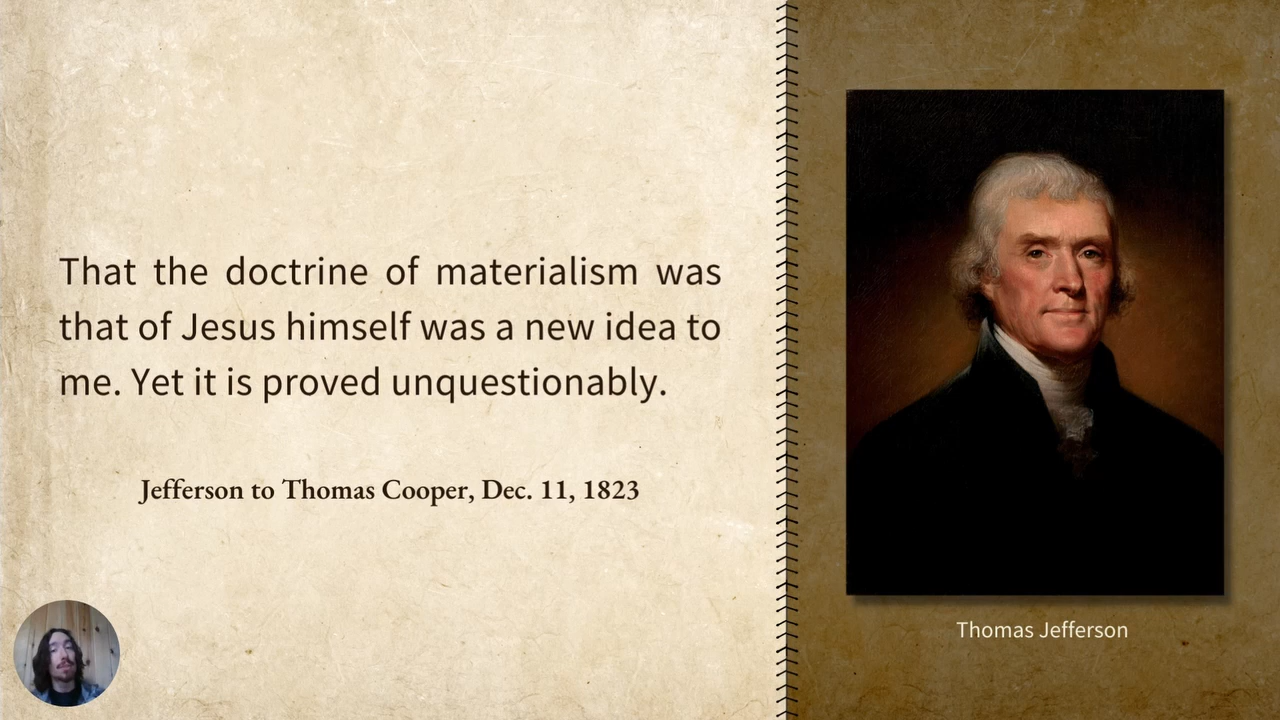 That the doctrine of materialism was
that of Jesus himself was a new idea to
me. Yet it is proved unquestionably.
Jefferson to Thomas Cooper, Dec. 11, 1823
Thomas Jefferson